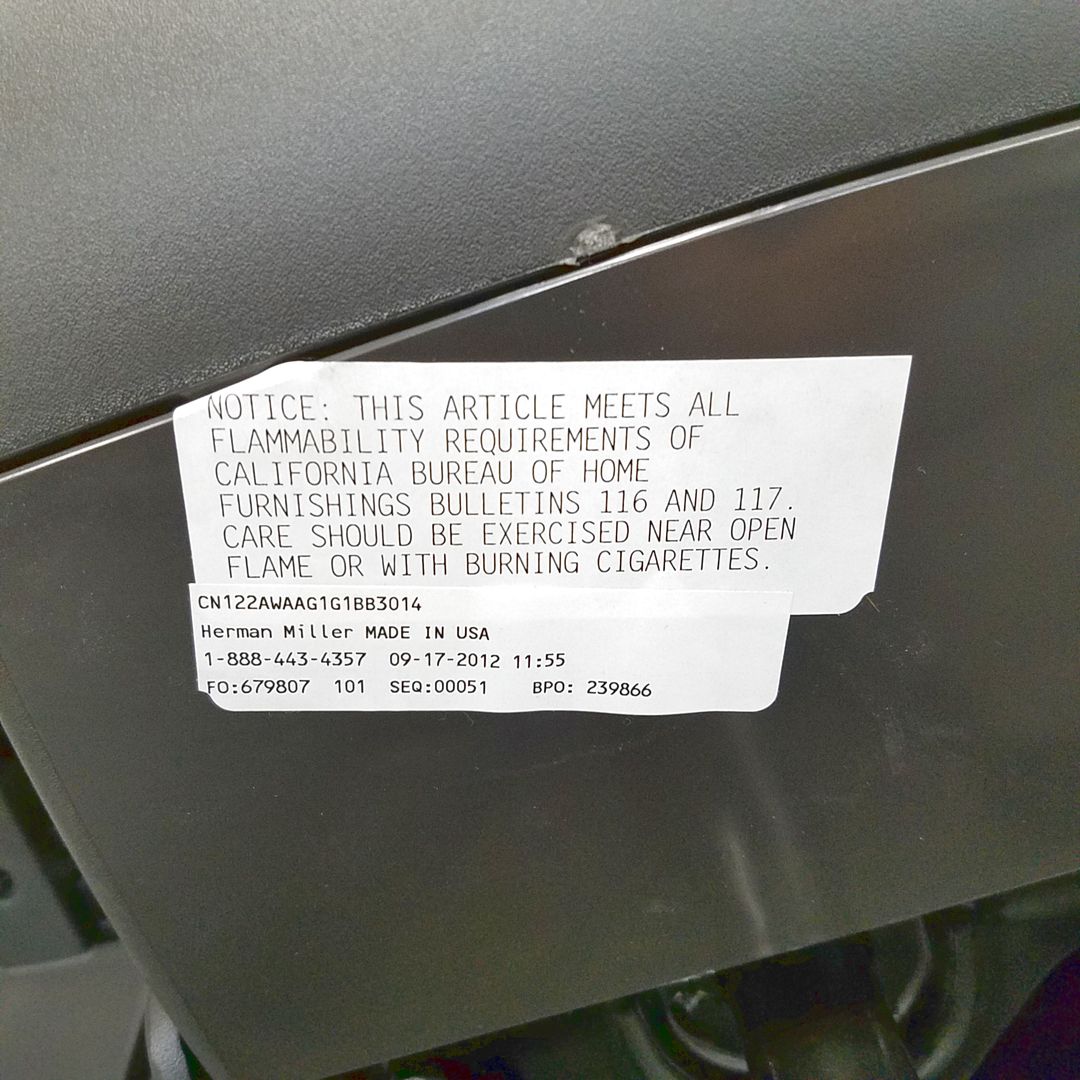 NOTICE: THIS ARTICLE MEETS ALL
FLAMMABILITY REQUIREMENTS OF
CALIFORNIA BUREAU OF HOME
FURNISHINGS BULLETINS 116 AND 117.
CARE SHOULD BE EXERCISED NEAR OPEN
FLAME OR WITH BURNING CIGARETTES.
CN122AWAAG1G1BB3014
Herman Miller MADE IN USA
1-888-443-4357 09-17-2012 11:55
FO:679807 101 SEQ:00051 BPO: 239866